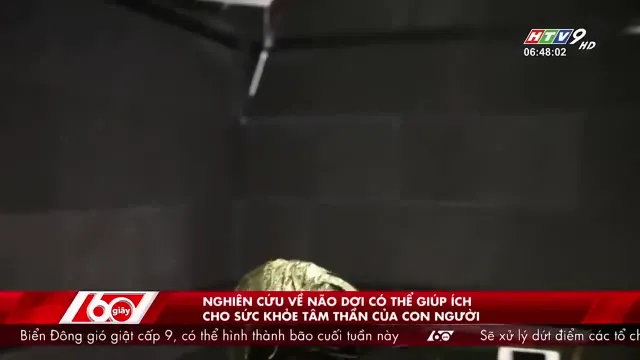 HTV9 HD
06:48:02
60 giây
NGHIÊN CỨU VỀ NÃO DƠI CÓ THỂ GIÚP ÍCH
CHO SỨC KHỎE TÂM THẦN CỦA CON NGƯỜI
Biển Đông gió giật cấp 9, có thể hình thành bão cuối tuần này
60 Sẽ xử lý dứt điểm các tổ ch